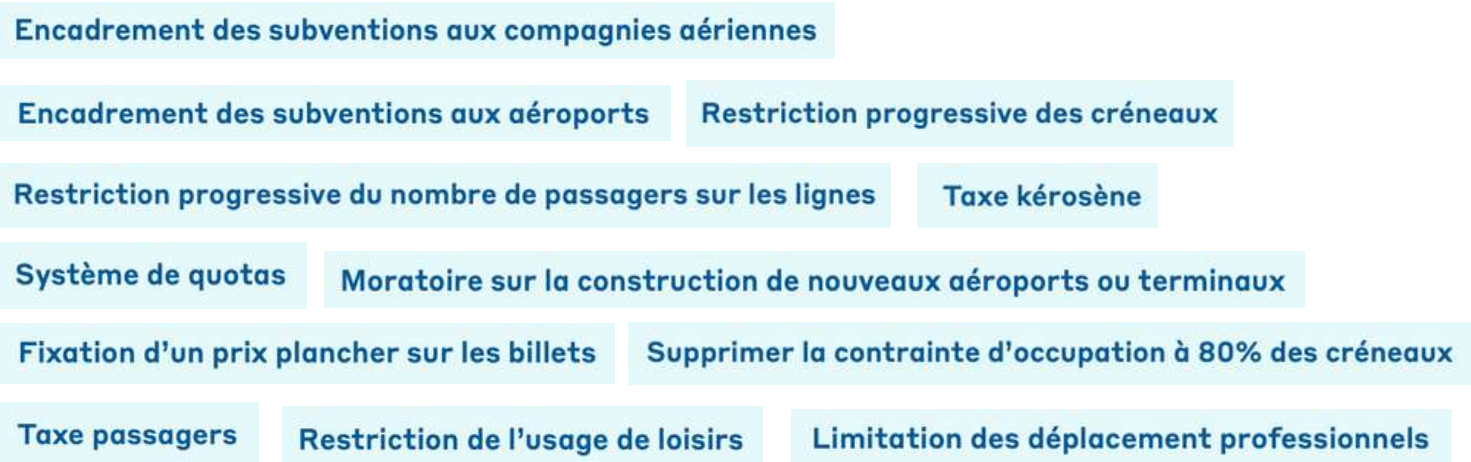 Encadrement des subventions aux compagnies aériennes
Encadrement des subventions aux aéroports
Restriction progressive des créneaux
Restriction progressive du nombre de passagers sur les lignes
Taxe kérosène
Système de quotas
Moratoire sur la construction de nouveaux aéroports ou terminaux
Fixation d'un prix plancher sur les billets
Supprimer la contrainte d'occupation à 80% des créneaux
Taxe passagers
Restriction de l'usage de loisirs
Limitation des déplacement professionnels